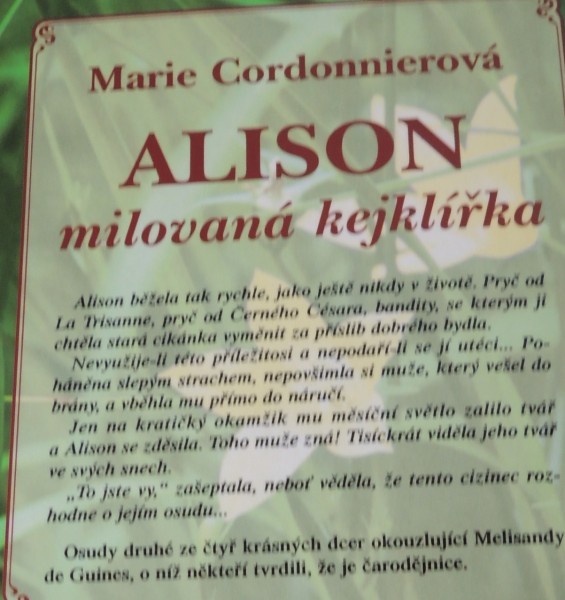 Marie Cordonnierová
ALISON
milovaná kejklířka
Alison běžela tak rychle, jako ještě nikdy v životě. Pryč od
La Trisanne, pryč od Černého Césara, bandity, se kterým ji
chtěla stará cikánka vyměnit za příslib dobrého bydla.
Nevyužije-li této příležitosti a nepodaří-li se jí utéci... Po-
háněna slepým strachem, nepovšimla si muže, který vešel do
brány, a vběhla mu přímo do náručí.
Jen na kratičký okamžik mu měsíční světlo zalilo tvář
a Alison se zděsila. Toho muže zná! Tisíckrát viděla jeho tvář
ve svých snech.
„To jste vy,“ zašeptala, neboť věděla, že tento cizinec roz-
hodne o jejím osudu...
Osudy druhé ze čtyř krásných dcer okouzlující Melisandy
de Guines, o níž někteří tvrdili, že je čarodějnice.